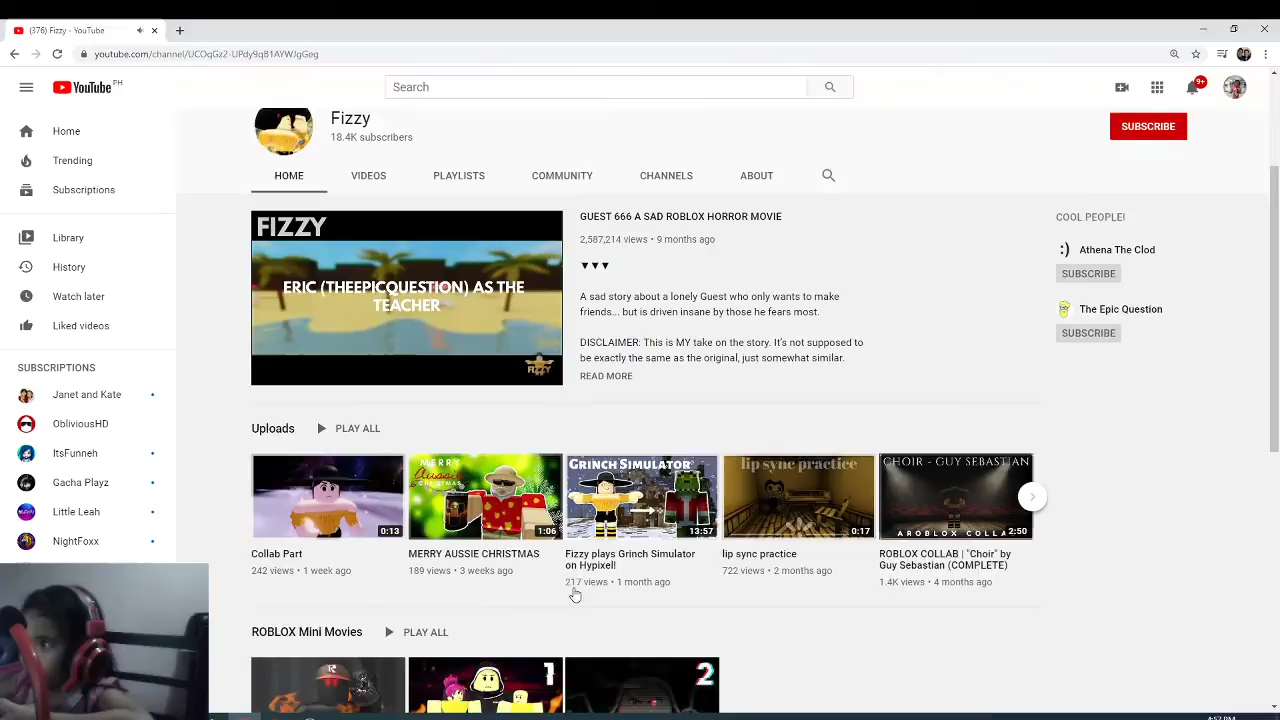 (376) Fizzy - YouTube
youtube.com/channel/UCOqGz2-UPdy9qB1AYWJgGeg
YouTube PH
Search
9+
Home
Trending
Subscriptions
Library
History
Watch later
Liked videos
SUBSCRIPTIONS
Janet and Kate
ObliviousHD
ItsFunneh
Gacha Playz
Little Leah
NightFoxx
Fizzy
18.4K subscribers
SUBSCRIBE
HOME VIDEOS PLAYLISTS COMMUNITY CHANNELS ABOUT
FIZZY
ERIC (THEEPICQUESTION) AS THE
TEACHER
FIZZY
GUEST 666 A SAD ROBLOX HORROR MOVIE
2,587,214 views • 9 months ago
▼▼▼
A sad story about a lonely Guest who only wants to make
friends... but is driven insane by those he fears most.
DISCLAIMER: This is MY take on the story. It's not supposed to
be exactly the same as the original, just somewhat similar.
READ MORE
COOL PEOPLE!
:)
Athena The Clod
SUBSCRIBE
The Epic Question
SUBSCRIBE
Uploads PLAY ALL
0:13
Collab Part
242 views • 1 week ago
MERRY
CHRISTMAS
1:06
MERRY AUSSIE CHRISTMAS
189 views • 3 weeks ago
GRINCH SIMULATOR
13:57
Fizzy plays Grinch Simulator
on Hypixel!
217 views • 1 month ago
lip sync practice
0:17
lip sync practice
722 views • 2 months ago
CHOIR - GUY SEBASTIAN
A ROBLOX COLLA
2:50
ROBLOX COLLAB | "Choir" by
Guy Sebastian (COMPLETE)
1.4K views • 4 months ago
ROBLOX Mini Movies PLAY ALL
1
2
4:52 PM